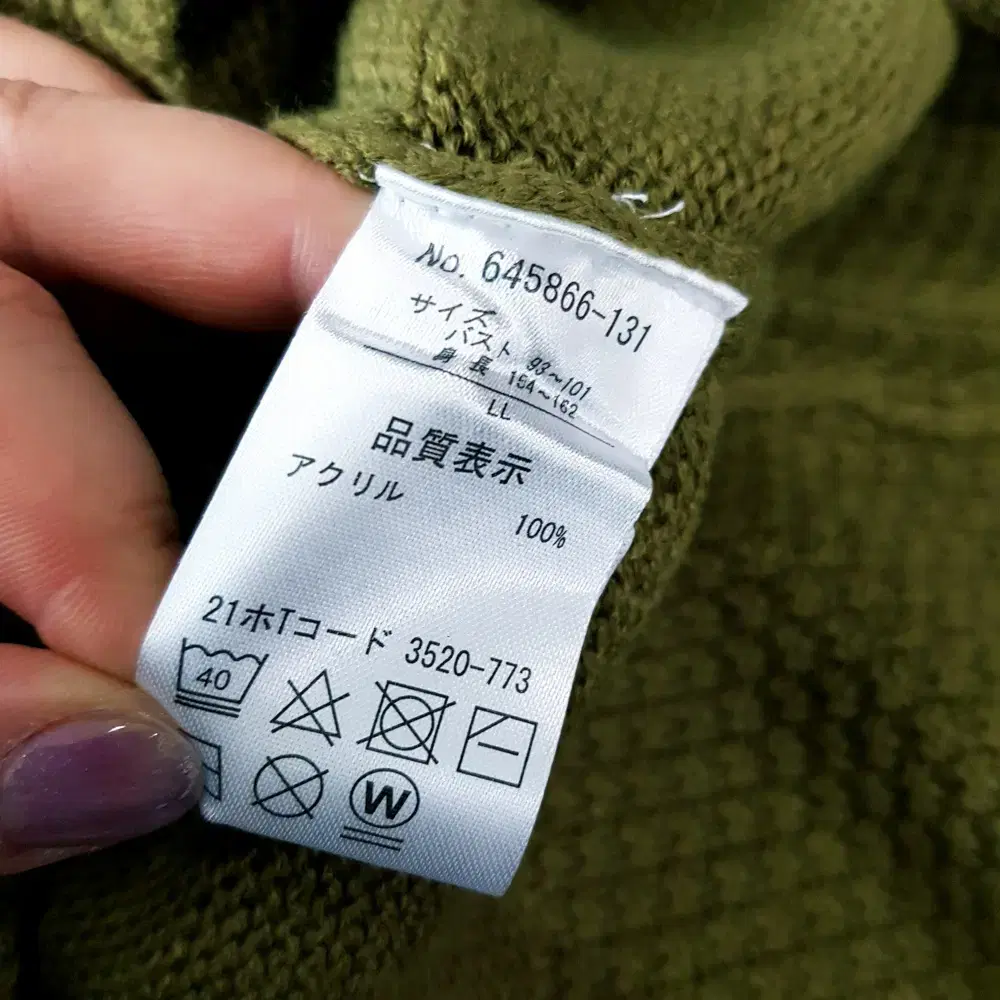 No. 645866-131
サイズ
バスト 93~101
身長 154~162
LL
品質表示
アクリル
100%
21ホTコード 3520-773
40
W